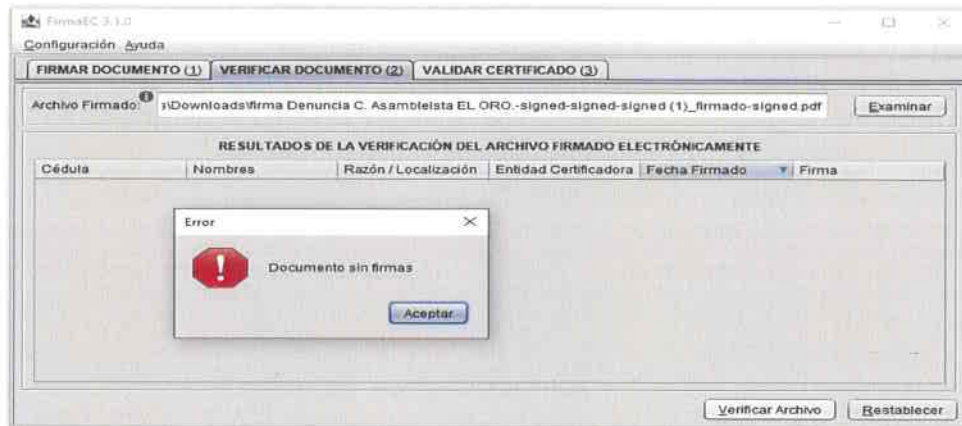 FirmaEC 3.1.0
Configuración Ayuda
FIRMAR DOCUMENTO (1) VERIFICAR DOCUMENTO (2) VALIDAR CERTIFICADO (3)
Archivo Firmado: \Downloads\firma Denuncia C. Asambleista EL ORO.-signed-signed-signed (1)_firmado-signed.pdf Examinar
RESULTADOS DE LA VERIFICACIÓN DEL ARCHIVO FIRMADO ELECTRÓNICAMENTE
Cédula Nombres Razón / Localización Entidad Certificadora Fecha Firmado Firma
Error
Documento sin firmas
Aceptar
Verificar Archivo Restablecer